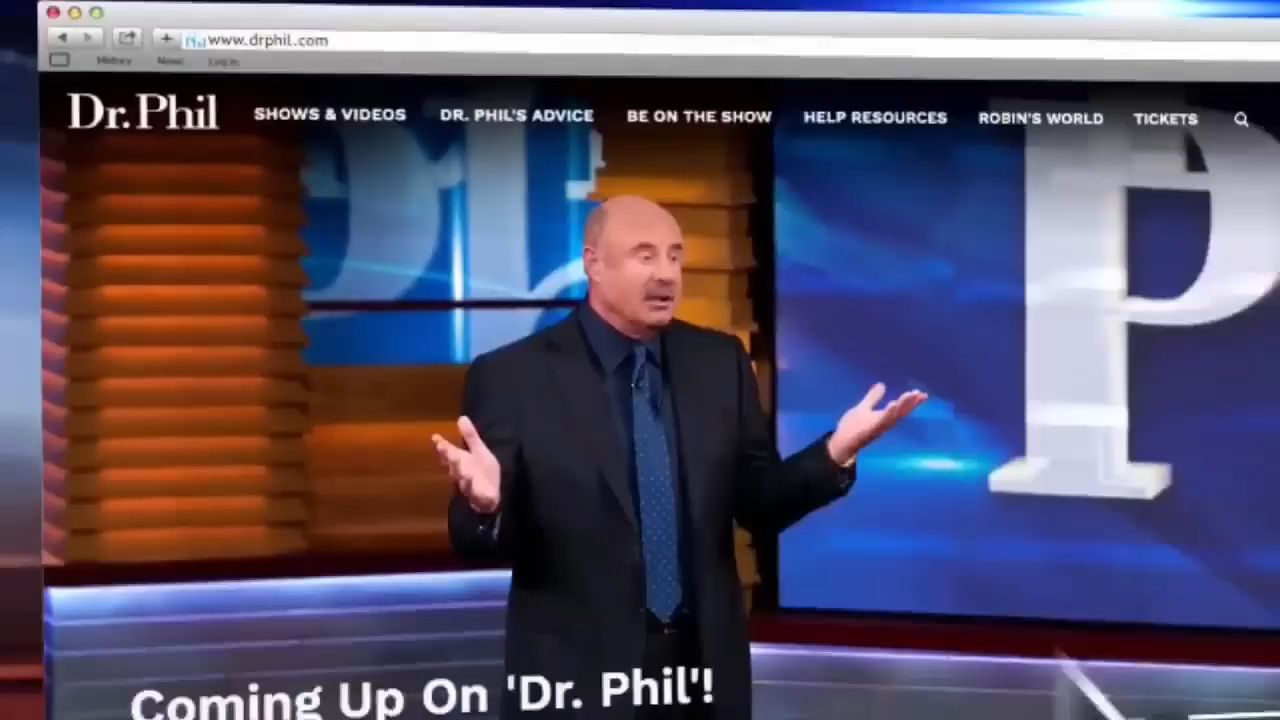 www.drphil.com
History News Log In
Dr. Phil SHOWS & VIDEOS DR. PHIL'S ADVICE BE ON THE SHOW HELP RESOURCES ROBIN'S WORLD TICKETS
P
Coming Up On 'Dr. Phil'!